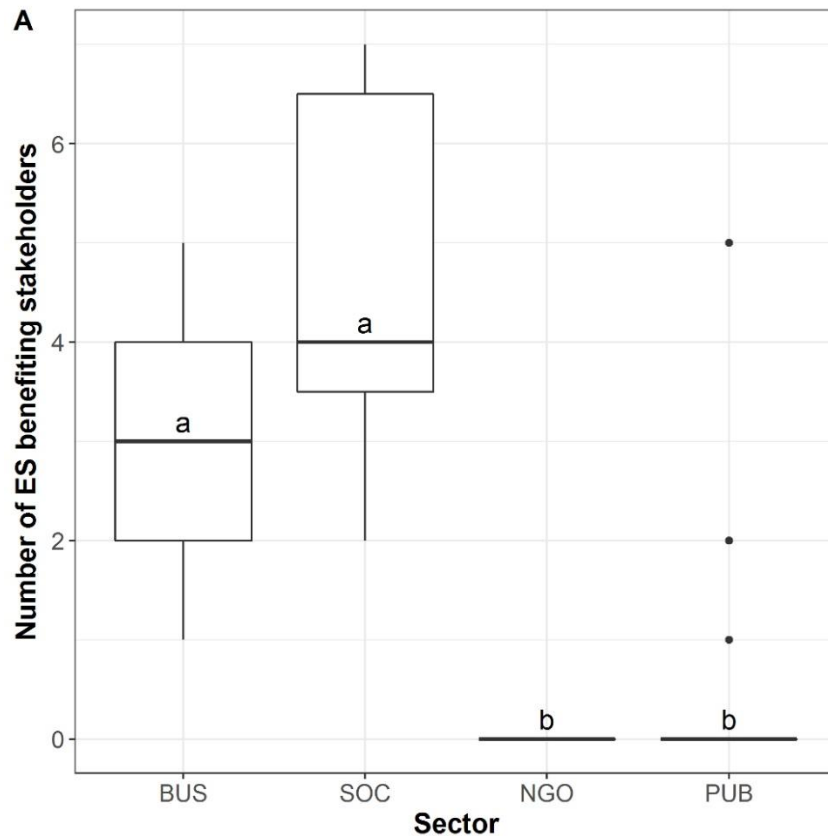 A
Number of ES benefiting stakeholders
6
4
2
0
a
a
b
b
BUS
SOC
NGO
PUB
Sector